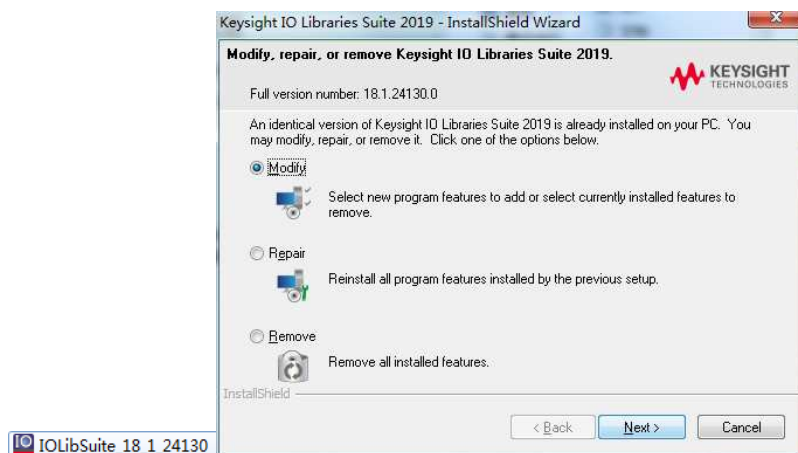 Keysight IO Libraries Suite 2019 - InstallShield Wizard
Modify, repair, or remove Keysight IO Libraries Suite 2019.
KEYSIGHT
TECHNOLOGIES
Full version number: 18.1.24130.0
An identical version of Keysight IO Libraries Suite 2019 is already installed on your PC. You
may modify, repair, or remove it. Click one of the options below.
Modify
Select new program features to add or select currently installed features to
remove.
Repair
Reinstall all program features installed by the previous setup.
Remove
Remove all installed features.
InstallShield
< Back Next > Cancel
IO IOLibSuite_18_1_24130